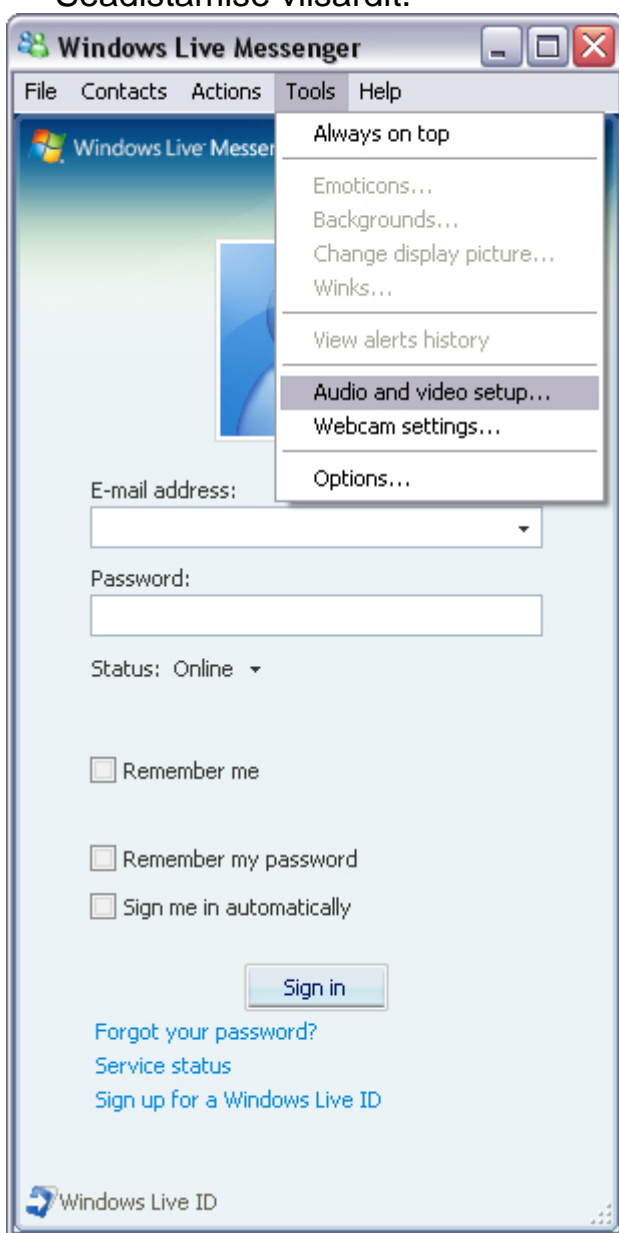 Seadistamise viisardit.
Windows Live Messenger
File Contacts Actions Tools Help
Windows Live Messen
Always on top
Emoticons...
Backgrounds...
Change display picture...
Winks...
View alerts history
Audio and video setup...
Webcam settings...
Options...
E-mail address:
Password:
Status: Online
Remember me
Remember my password
Sign me in automatically
Sign in
Forgot your password?
Service status
Sign up for a Windows Live ID
Windows Live ID